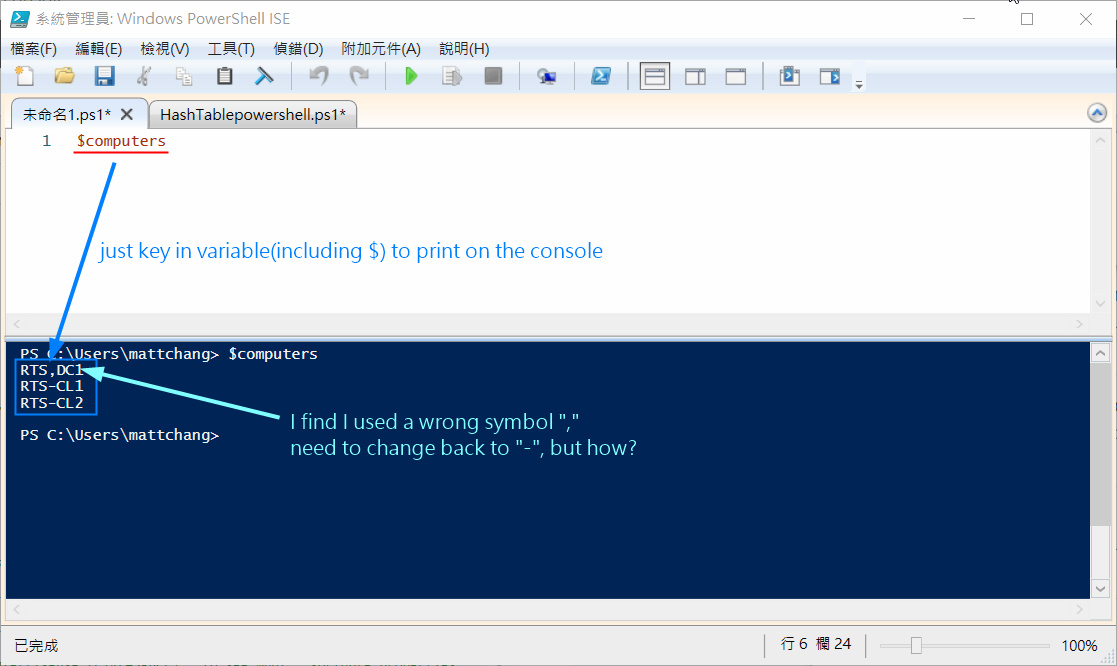 系統管理員: Windows PowerShell ISE
檔案(F) 編輯(E) 檢視(V) 工具(T) 偵錯(D) 附加元件(A) 說明(H)
未命名1.ps1* HashTablepowershell.ps1*
1 $computers
just key in variable(including $) to print on the console
PS C:\Users\mattchang> $computers
RTS,DC1
RTS-CL1
RTS-CL2
I find I used a wrong symbol ","
PS C:\Users\mattchang>
need to change back to "-", but how?
已完成 行 6 欄 24 100%